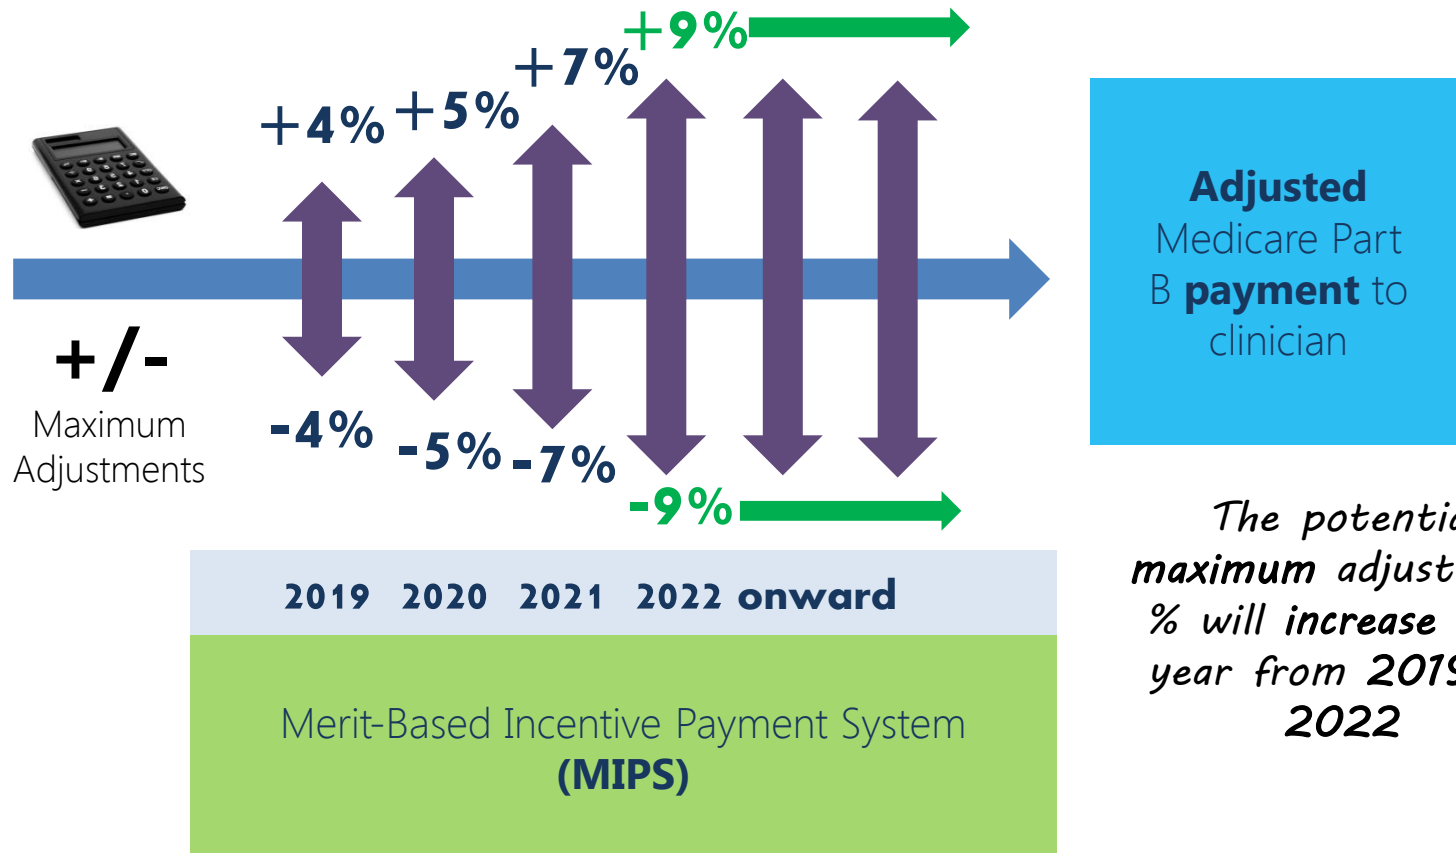 +9%
+7%
+5%
+4%
+/-
Maximum
Adjustments
-4%
-5%
-7%
-9%
Adjusted
Medicare Part
B payment to
clinician
2019 2020 2021 2022 onward
Merit-Based Incentive Payment System
(MIPS)
The
maximum
% will increase
year from
2022